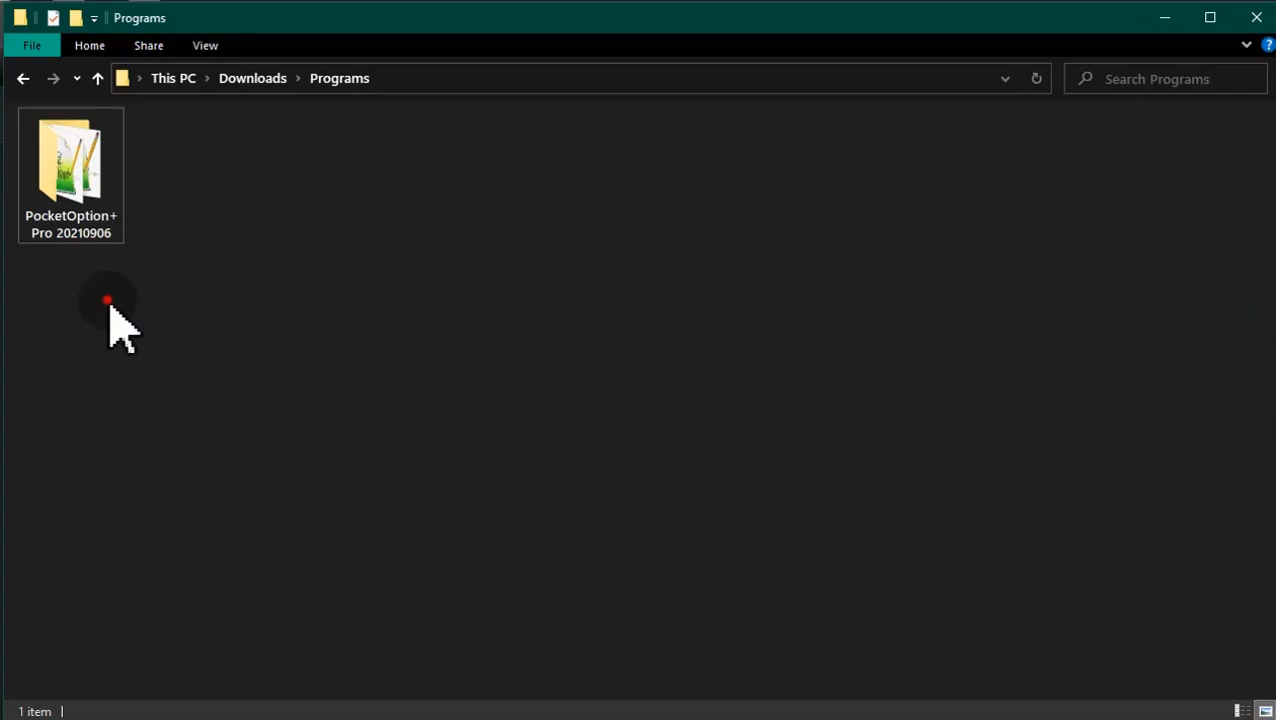 Programs
File Home Share View
This PC Downloads Programs
Search Programs
PocketOption+
Pro 20210906
1 item